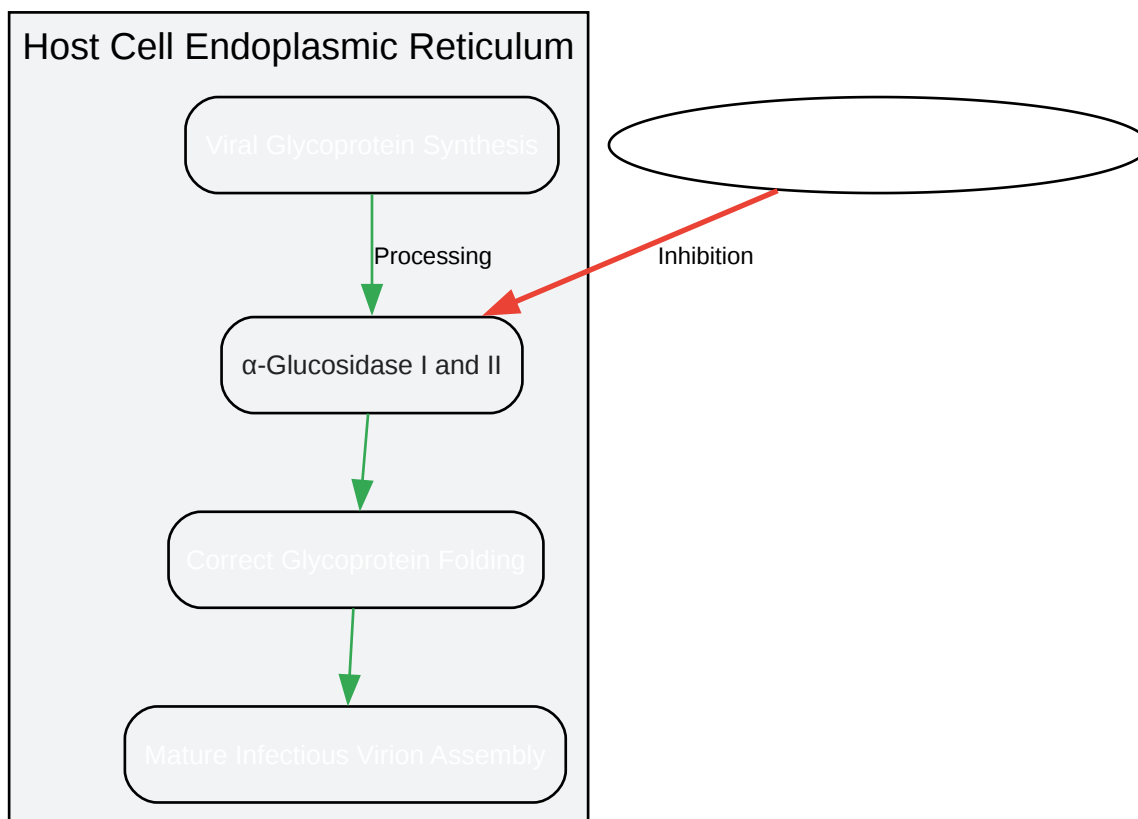 Host Cell Endoplasmic Reticulum
Viral Glycoprotein Synthesis
Processing
Inhibition
α-Glucosidase I and II
Correct Glycoprotein Folding
Mature Infectious Virion Assembly